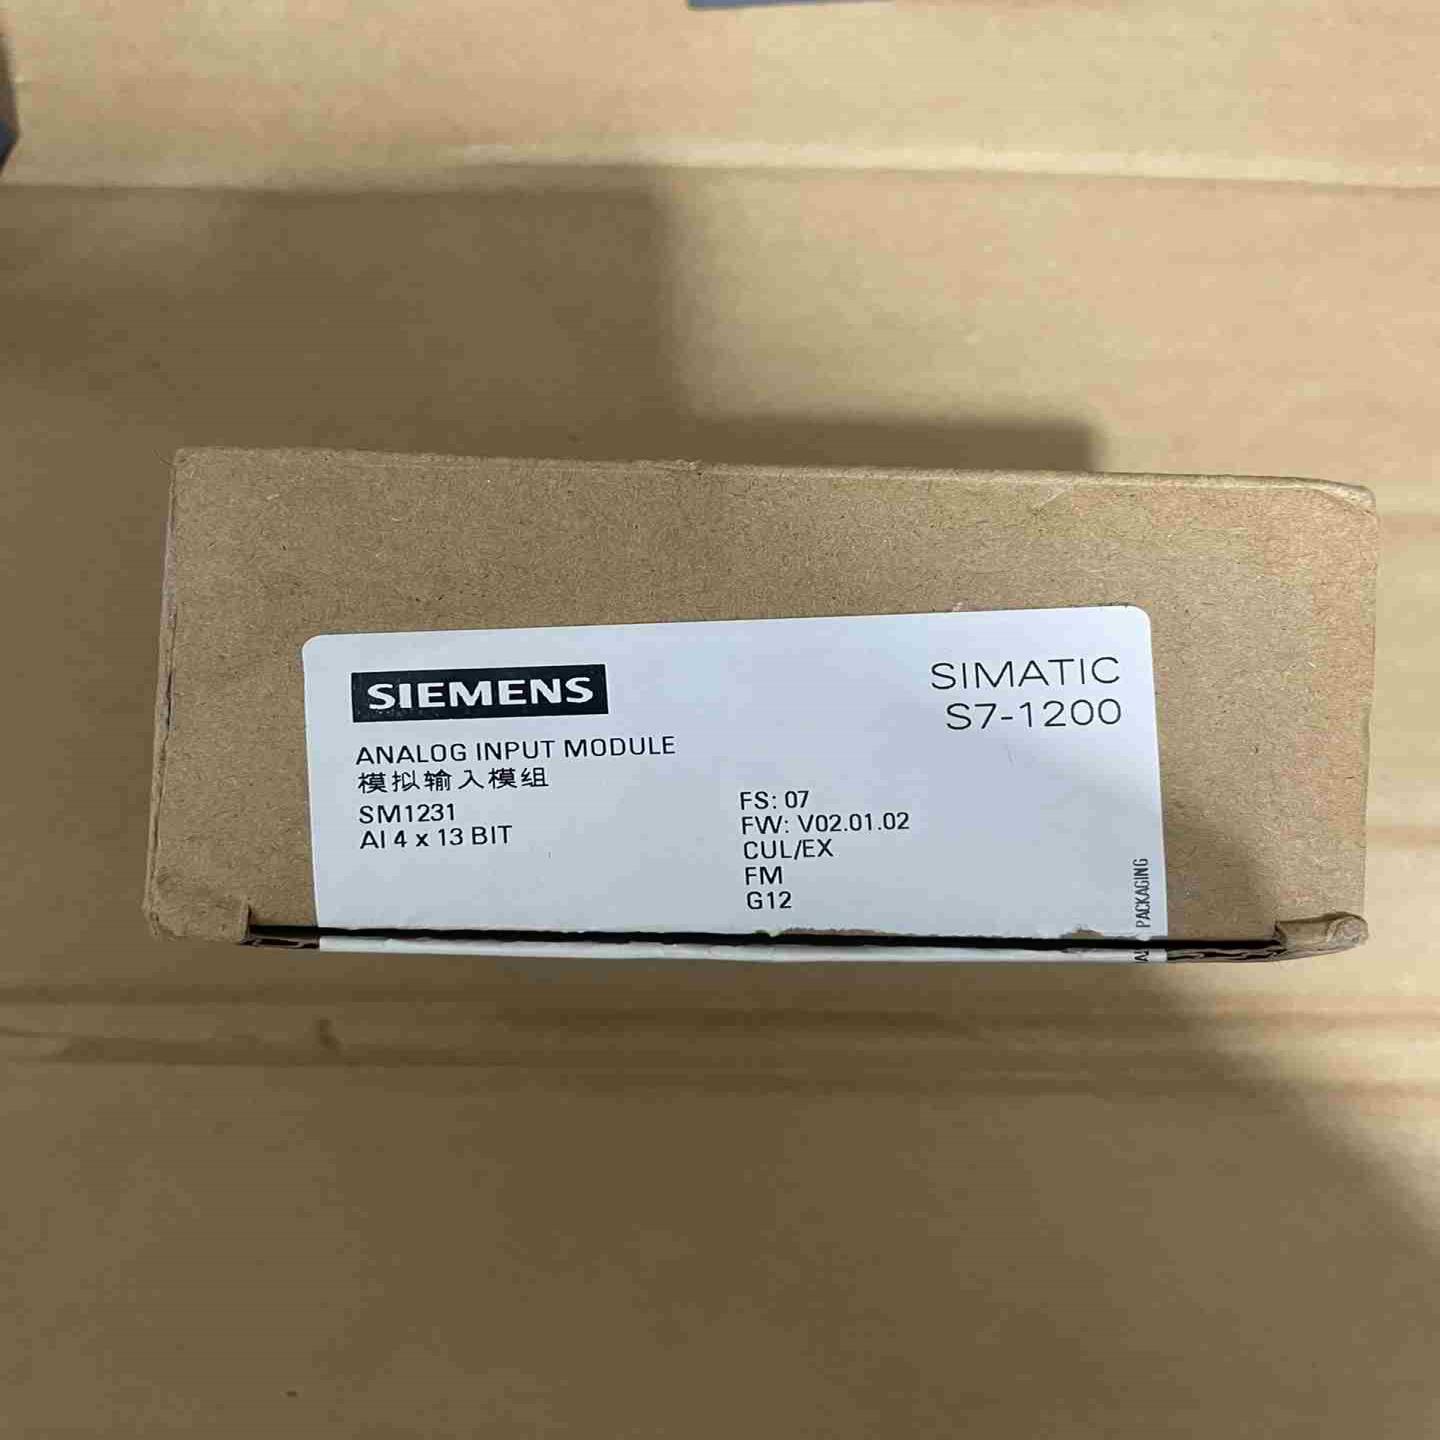 SIEMENS
SIMATIC
S7-1200
ANALOG INPUT MODULE
模拟输入模组
SM1231
AI 4 x 13 BIT
FS: 07
FW: V02.01.02
CUL/EX
FM
G12
PACKAGING